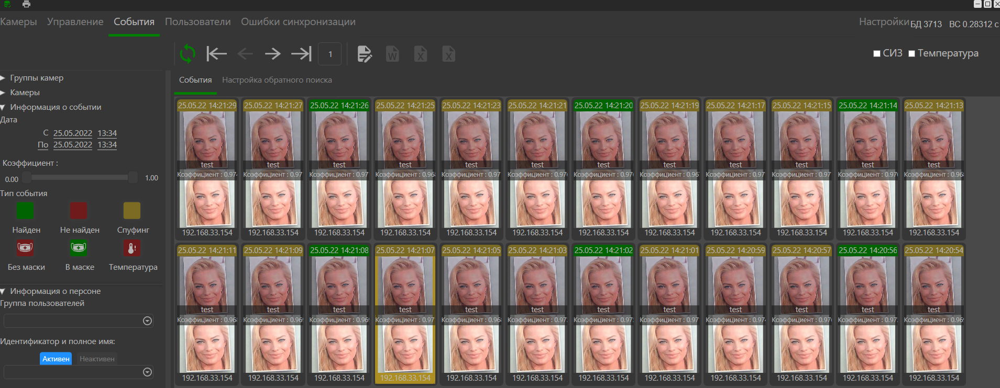 Камеры Управление События Пользователи Ошибки синхронизации Настройки БД 3713 ВС 0.28312 с
1
СИЗ Температура
Группы камер
Камеры
Информация о событии
Дата
С 25.05.2022 13:34
По 25.05.2022 13:34
Коэффициент :
0.00 1.00
Тип события
Найден Не найден Спуфинг
Без маски В маске Температура
Информация о персоне
Группа пользователей
Идентификатор и полное имя:
Активен Неактивен
События Настройка обратного поиска
25.05.22 14:21:29 25.05.22 14:21:27 25.05.22 14:21:26 25.05.22 14:21:25 25.05.22 14:21:23 25.05.22 14:21:21 25.05.22 14:21:20 25.05.22 14:21:19 25.05.22 14:21:17 25.05.22 14:21:15 25.05.22 14:21:14 25.05.22 14:21:13
test test test test test test test test test test test test
Коэффициент : 0.974 Коэффициент : 0.97 Коэффициент : 0.97 Коэффициент : 0.968 Коэффициент : 0.97 Коэффициент : 0.976 Коэффициент : 0.976 Коэффициент : 0.967 Коэффициент : 0.97 Коэффициент : 0.97 Коэффициент : 0.970 Коэффициент : 0.968
192.168.33.154 192.168.33.154 192.168.33.154 192.168.33.154 192.168.33.154 192.168.33.154 192.168.33.154 192.168.33.154 192.168.33.154 192.168.33.154 192.168.33.154 192.168.33.154
25.05.22 14:21:11 25.05.22 14:21:09 25.05.22 14:21:08 25.05.22 14:21:07 25.05.22 14:21:05 25.05.22 14:21:03 25.05.22 14:21:02 25.05.22 14:21:01 25.05.22 14:20:59 25.05.22 14:20:57 25.05.22 14:20:56 25.05.22 14:20:54
test test test test test test test test test test test test
Коэффициент : 0.968 Коэффициент : 0.969 Коэффициент : 0.969 Коэффициент : 0.97 Коэффициент : 0.968 Коэффициент : 0.97 Коэффициент : 0.97 Коэффициент : 0.97 Коэффициент : 0.974 Коэффициент : 0.976 Коэффициент : 0.97 Коэффициент : 0.969
192.168.33.154 192.168.33.154 192.168.33.154 192.168.33.154 192.168.33.154 192.168.33.154 192.168.33.154 192.168.33.154 192.168.33.154 192.168.33.154 192.168.33.154 192.168.33.154